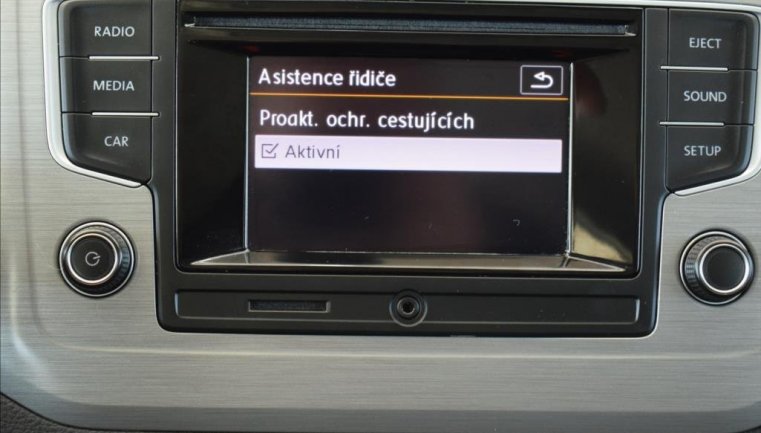 RADIO
MEDIA
CAR
Asistence řidiče
Proakt. ochr. cestujících
Aktivní
EJECT
SOUND
SETUP